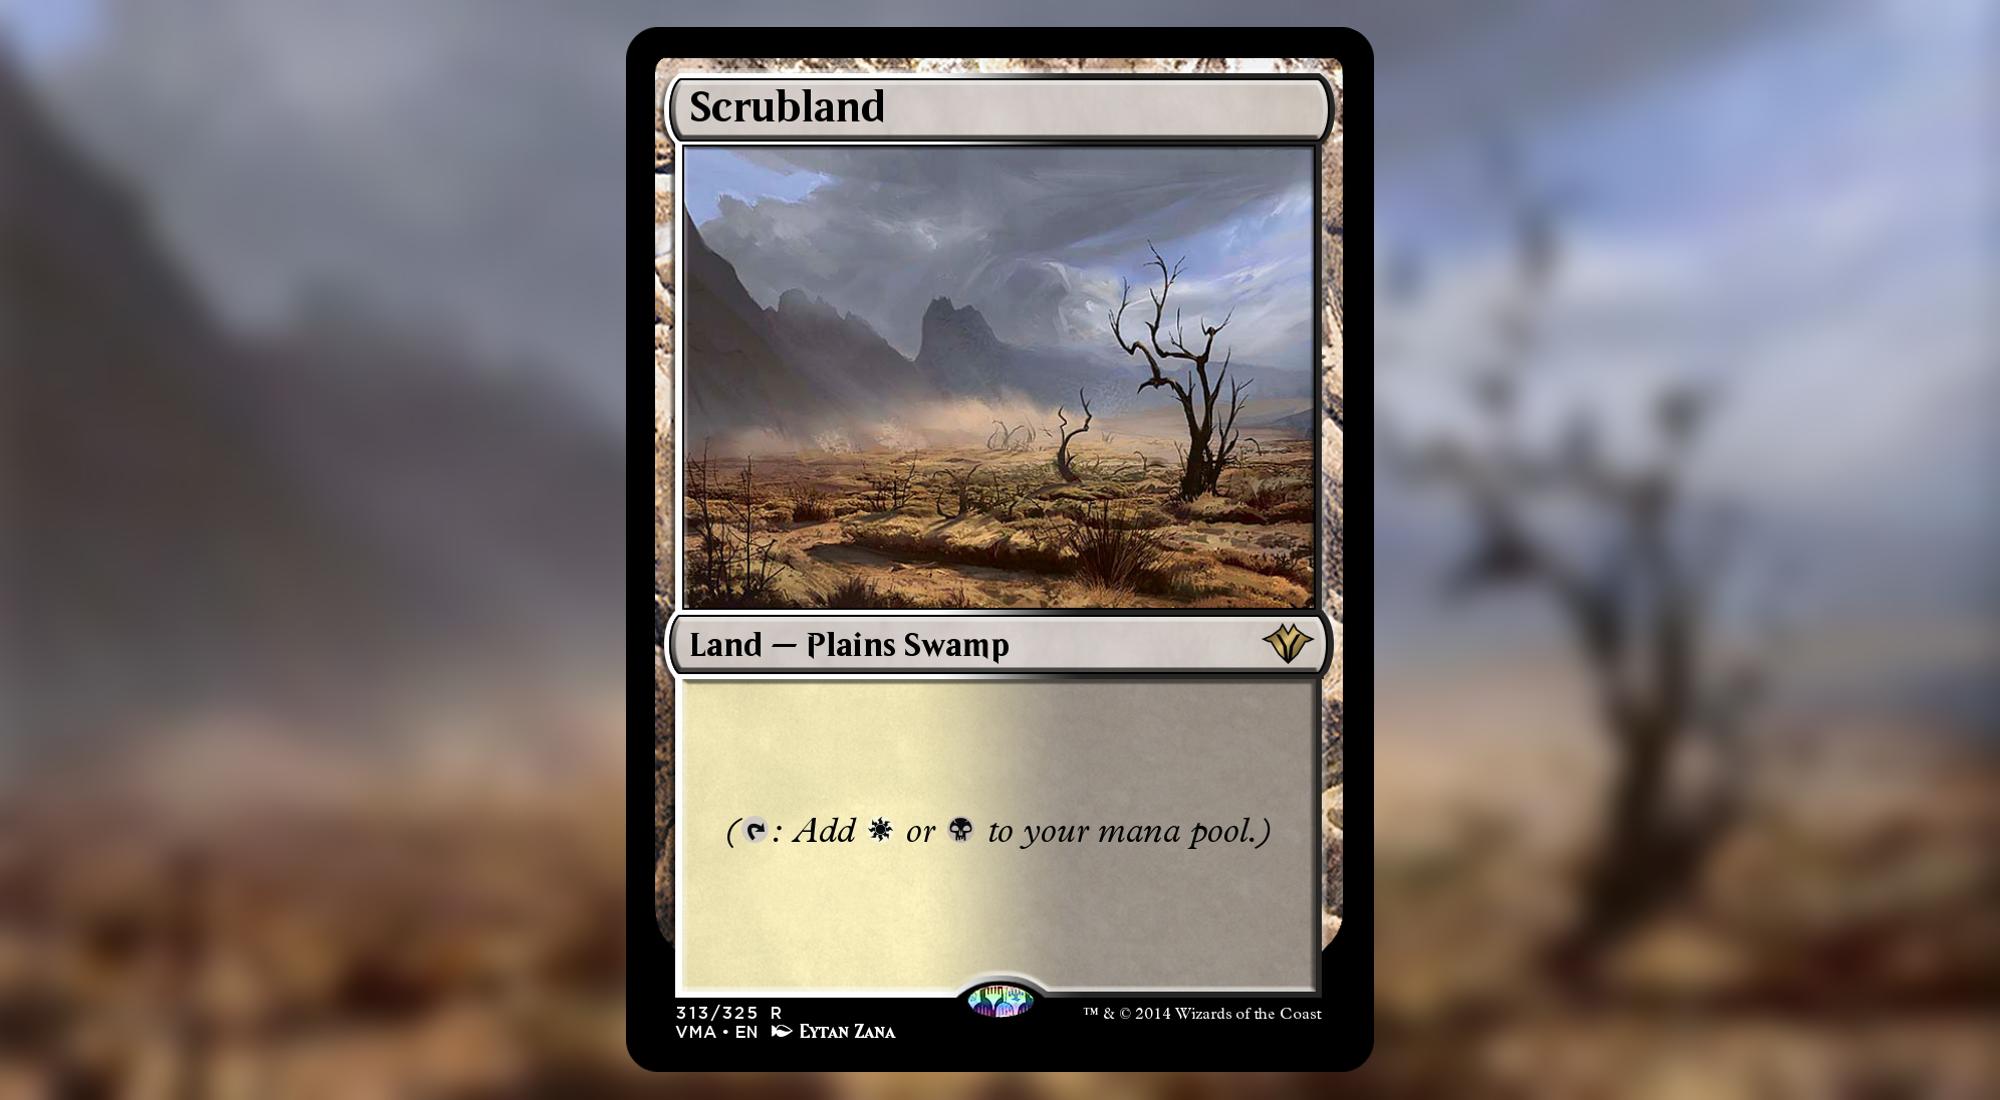 Scrubland
Land — Plains Swamp
(: Add or to your mana pool.)
313/325 R
VMA • EN Eytan Zana
™ & © 2014 Wizards of the Coast